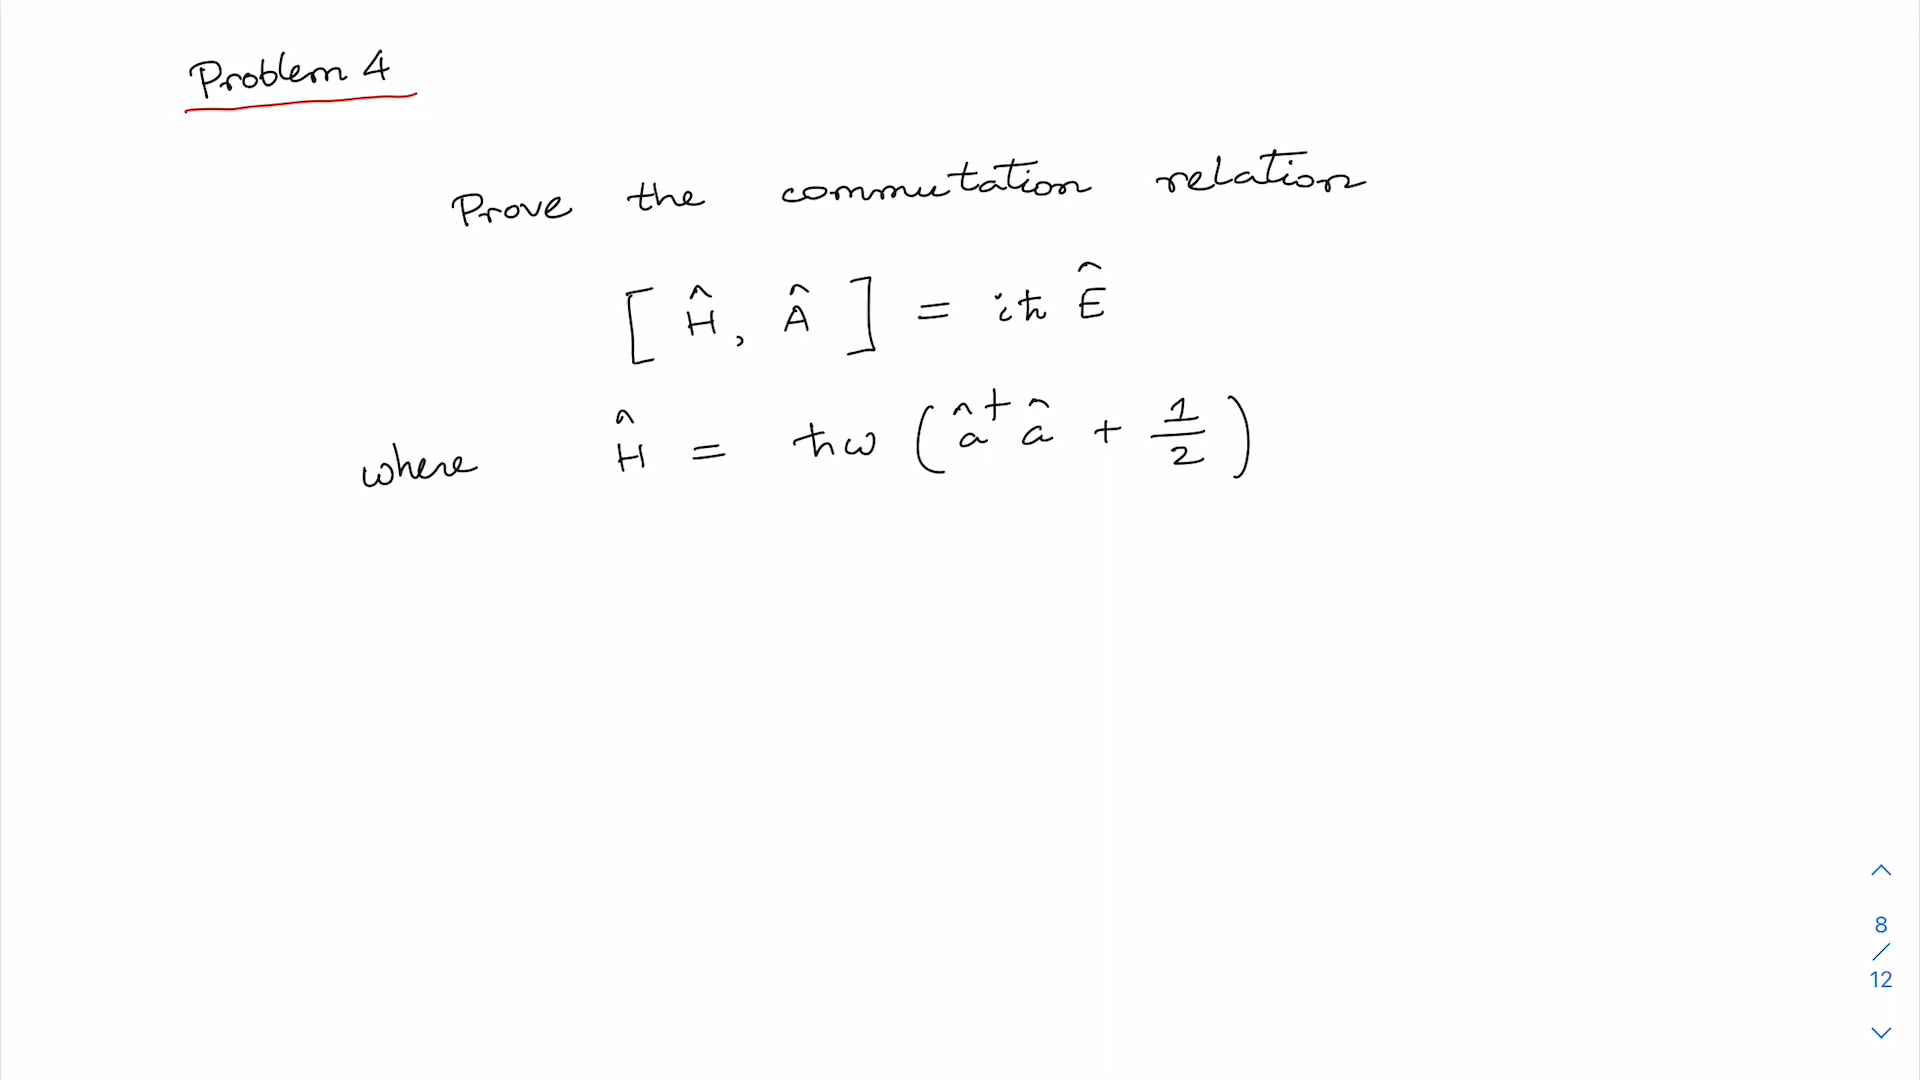 Problem 4
Prove the commutation relation
[Ĥ, Â] = iħ Ê
where Ĥ = ħω (â†â + 1/2)
8
/
12